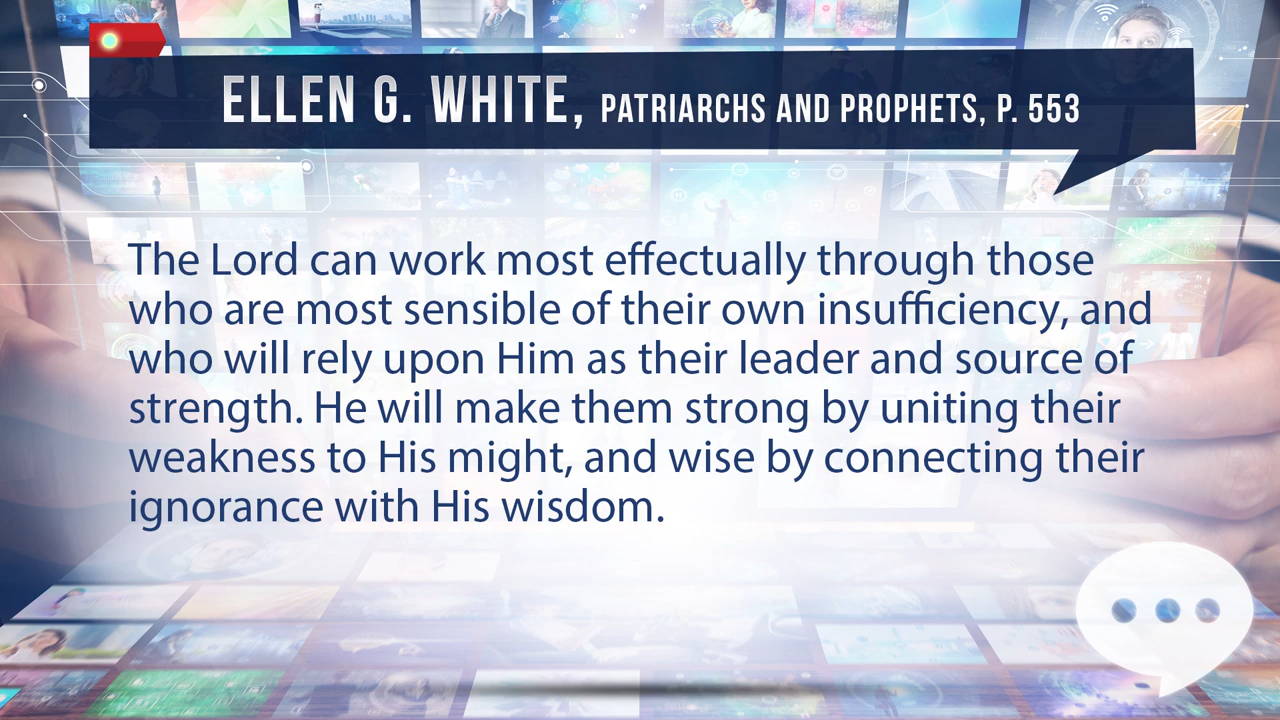 ELLEN G. WHITE, PATRIARCHS AND PROPHETS, P. 553
The Lord can work most effectually through those
who are most sensible of their own insufficiency, and
who will rely upon Him as their leader and source of
strength. He will make them strong by uniting their
weakness to His might, and wise by connecting their
ignorance with His wisdom.